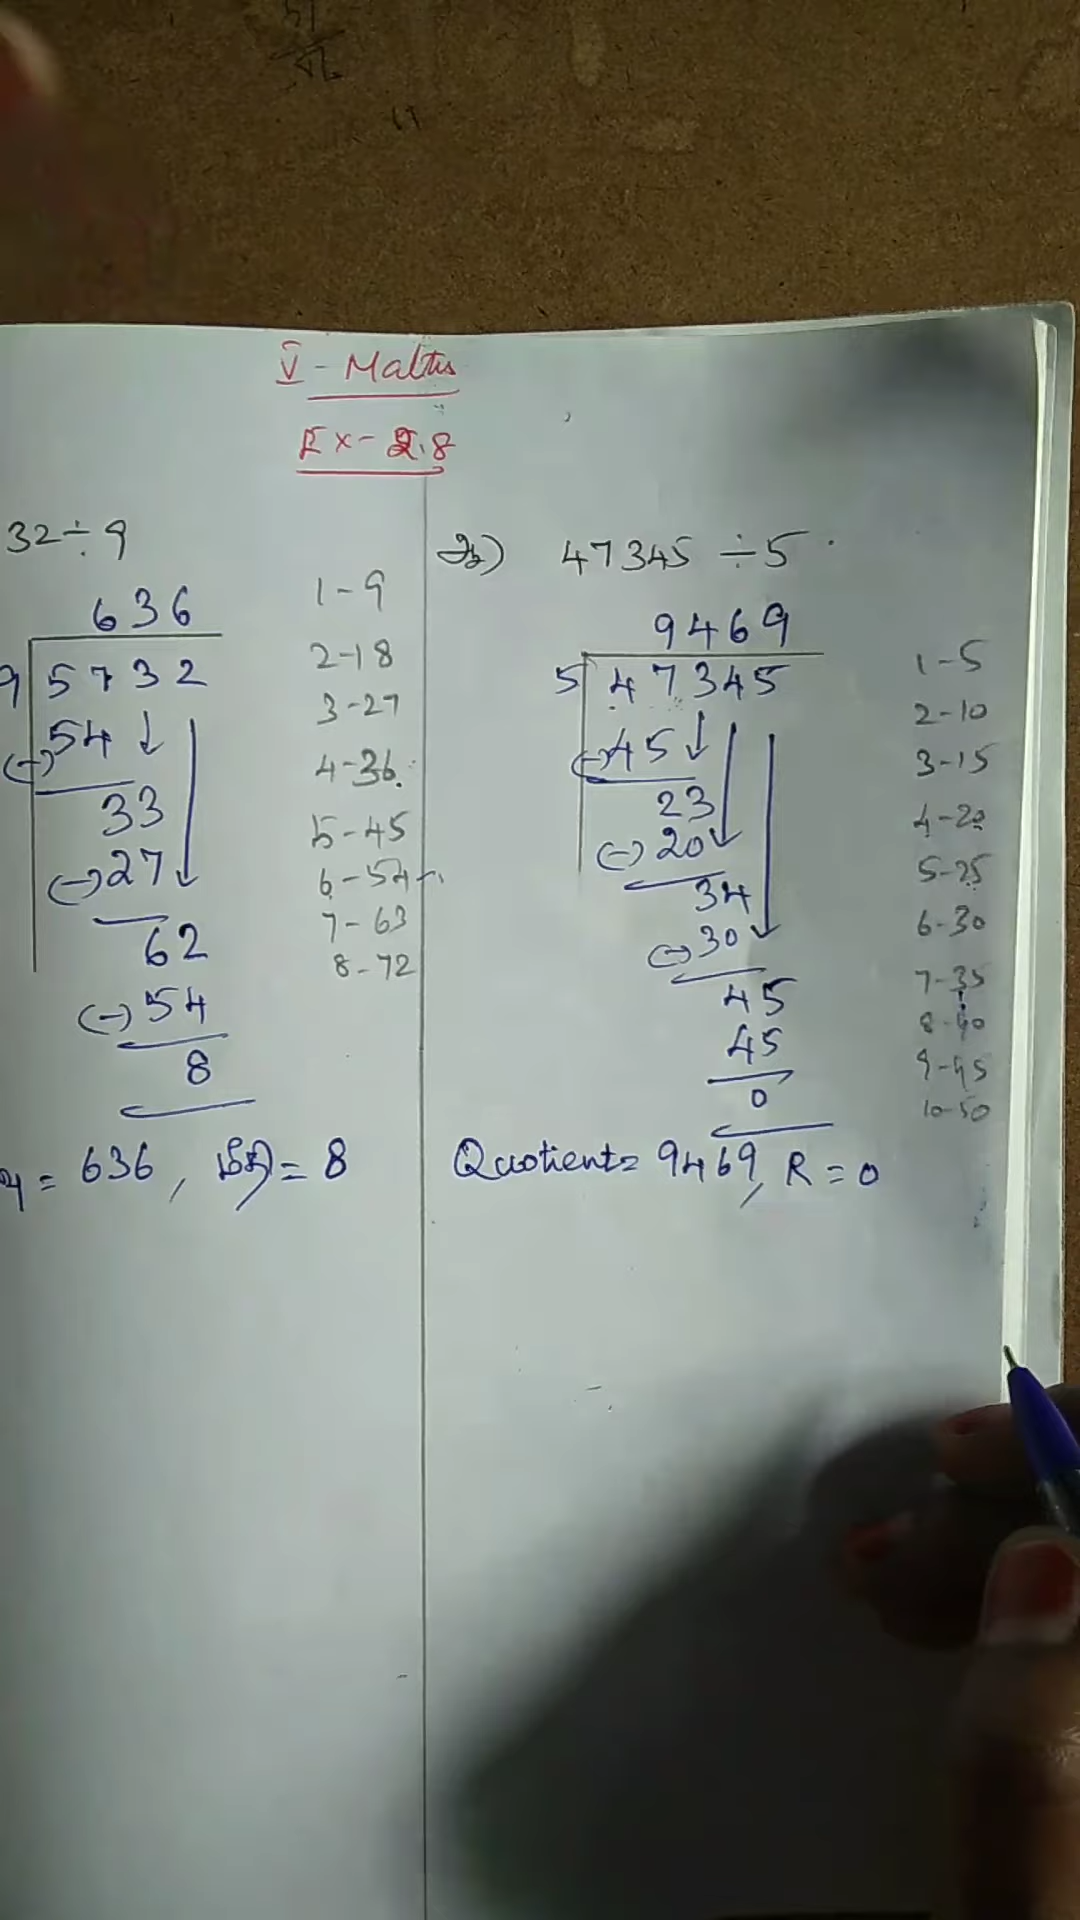 V - Maths
Ex - 2.8
32 ÷ 9
636
9 5732
54
(-)
33
(-) 27
62
(-) 54
8
= 636, = 8
1 - 9
2 - 18
3 - 27
4 - 36
5 - 45
6 - 54
7 - 63
8 - 72
47345 ÷ 5
9469
5 47345
(-) 45
23
(-) 20
34
(-) 30
45
45
0
Quotient = 9469, R = 0
1 - 5
2 - 10
3 - 15
4 - 20
5 - 25
6 - 30
7 - 35
8 - 40
9 - 45
10 - 50